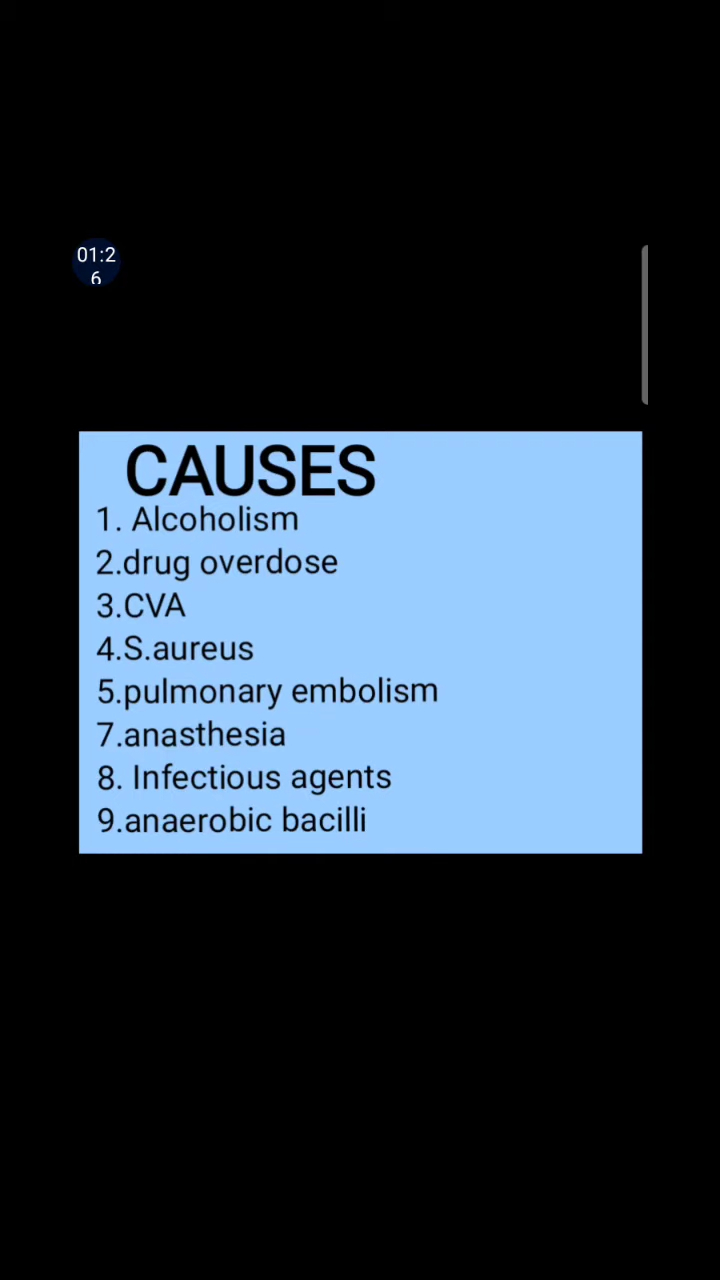 01:2
6
CAUSES
1. Alcoholism
2.drug overdose
3.CVA
4.S.aureus
5.pulmonary embolism
7.anasthesia
8. Infectious agents
9.anaerobic bacilli